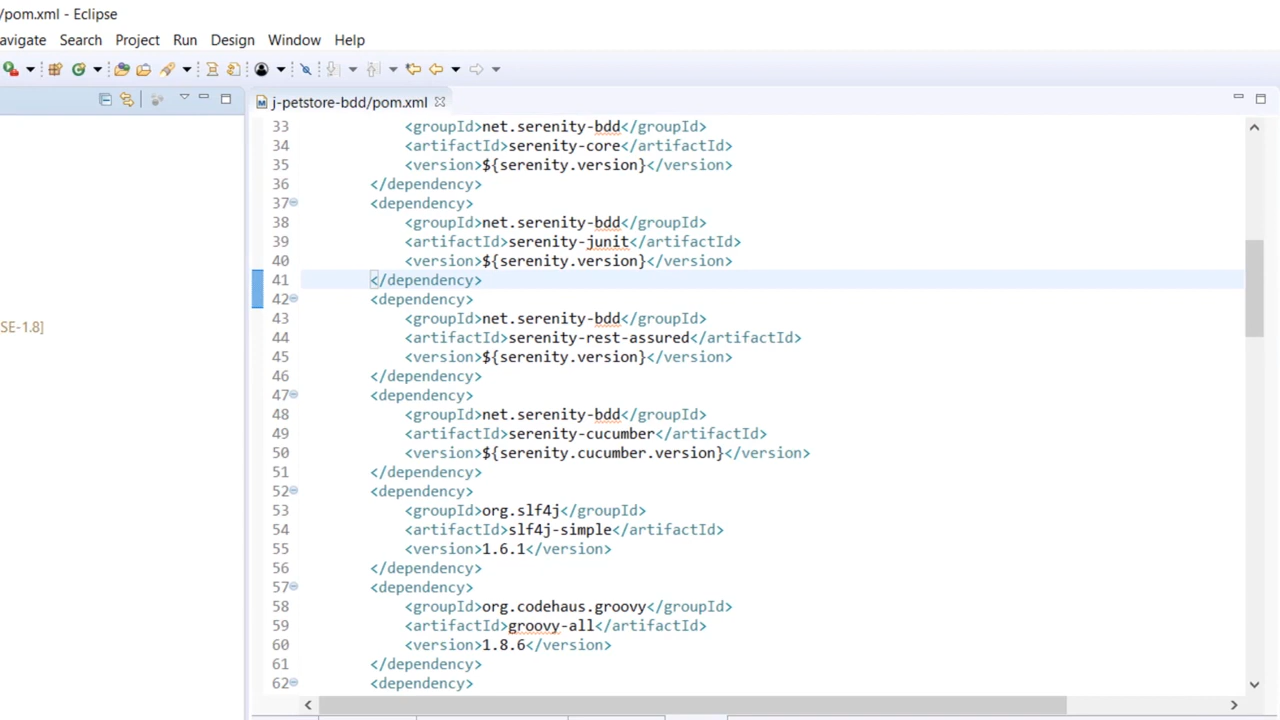 /pom.xml - Eclipse
avigate Search Project Run Design Window Help
j-petstore-bdd/pom.xml
33 <groupId>net.serenity-bdd</groupId>
34 <artifactId>serenity-core</artifactId>
35 <version>${serenity.version}</version>
36 </dependency>
37 <dependency>
38 <groupId>net.serenity-bdd</groupId>
39 <artifactId>serenity-junit</artifactId>
40 <version>${serenity.version}</version>
41 </dependency>
42 <dependency>
SE-1.8]
43 <groupId>net.serenity-bdd</groupId>
44 <artifactId>serenity-rest-assured</artifactId>
45 <version>${serenity.version}</version>
46 </dependency>
47 <dependency>
48 <groupId>net.serenity-bdd</groupId>
49 <artifactId>serenity-cucumber</artifactId>
50 <version>${serenity.cucumber.version}</version>
51 </dependency>
52 <dependency>
53 <groupId>org.slf4j</groupId>
54 <artifactId>slf4j-simple</artifactId>
55 <version>1.6.1</version>
56 </dependency>
57 <dependency>
58 <groupId>org.codehaus.groovy</groupId>
59 <artifactId>groovy-all</artifactId>
60 <version>1.8.6</version>
61 </dependency>
62 <dependency>